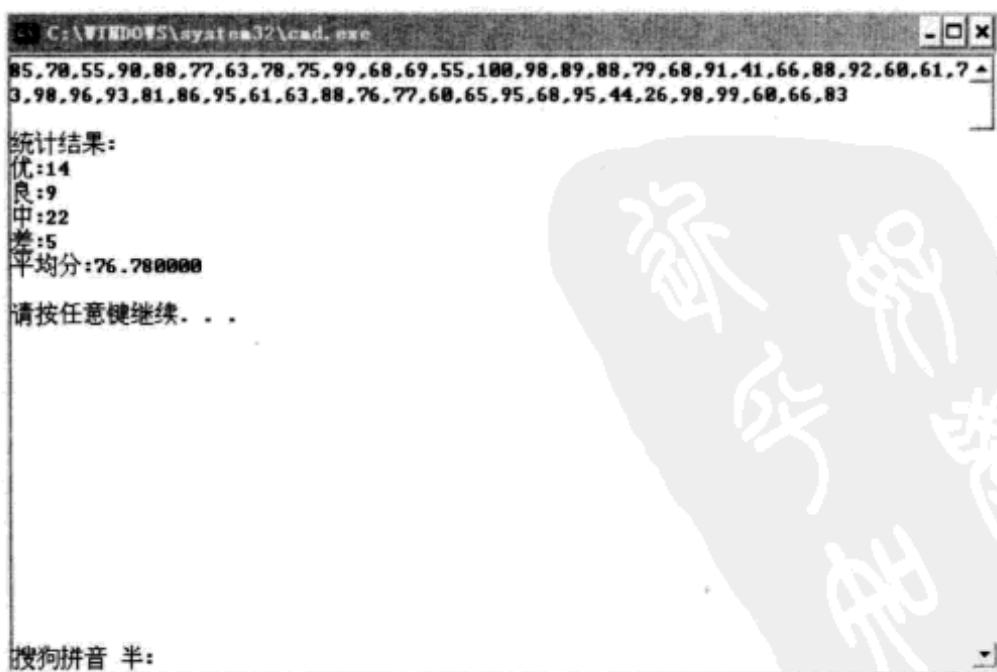 C:\WINDOWS\system32\cmd.exe
85,70,55,90,88,77,63,78,75,99,68,69,55,100,98,89,88,79,68,91,41,66,88,92,60,61,7
3,98,96,93,81,86,95,61,63,88,76,77,60,65,95,68,95,44,26,98,99,60,66,83
统计结果:
优:14
良:9
中:22
差:5
平均分:76.780000
请按任意键继续. . .
搜狗拼音 半: